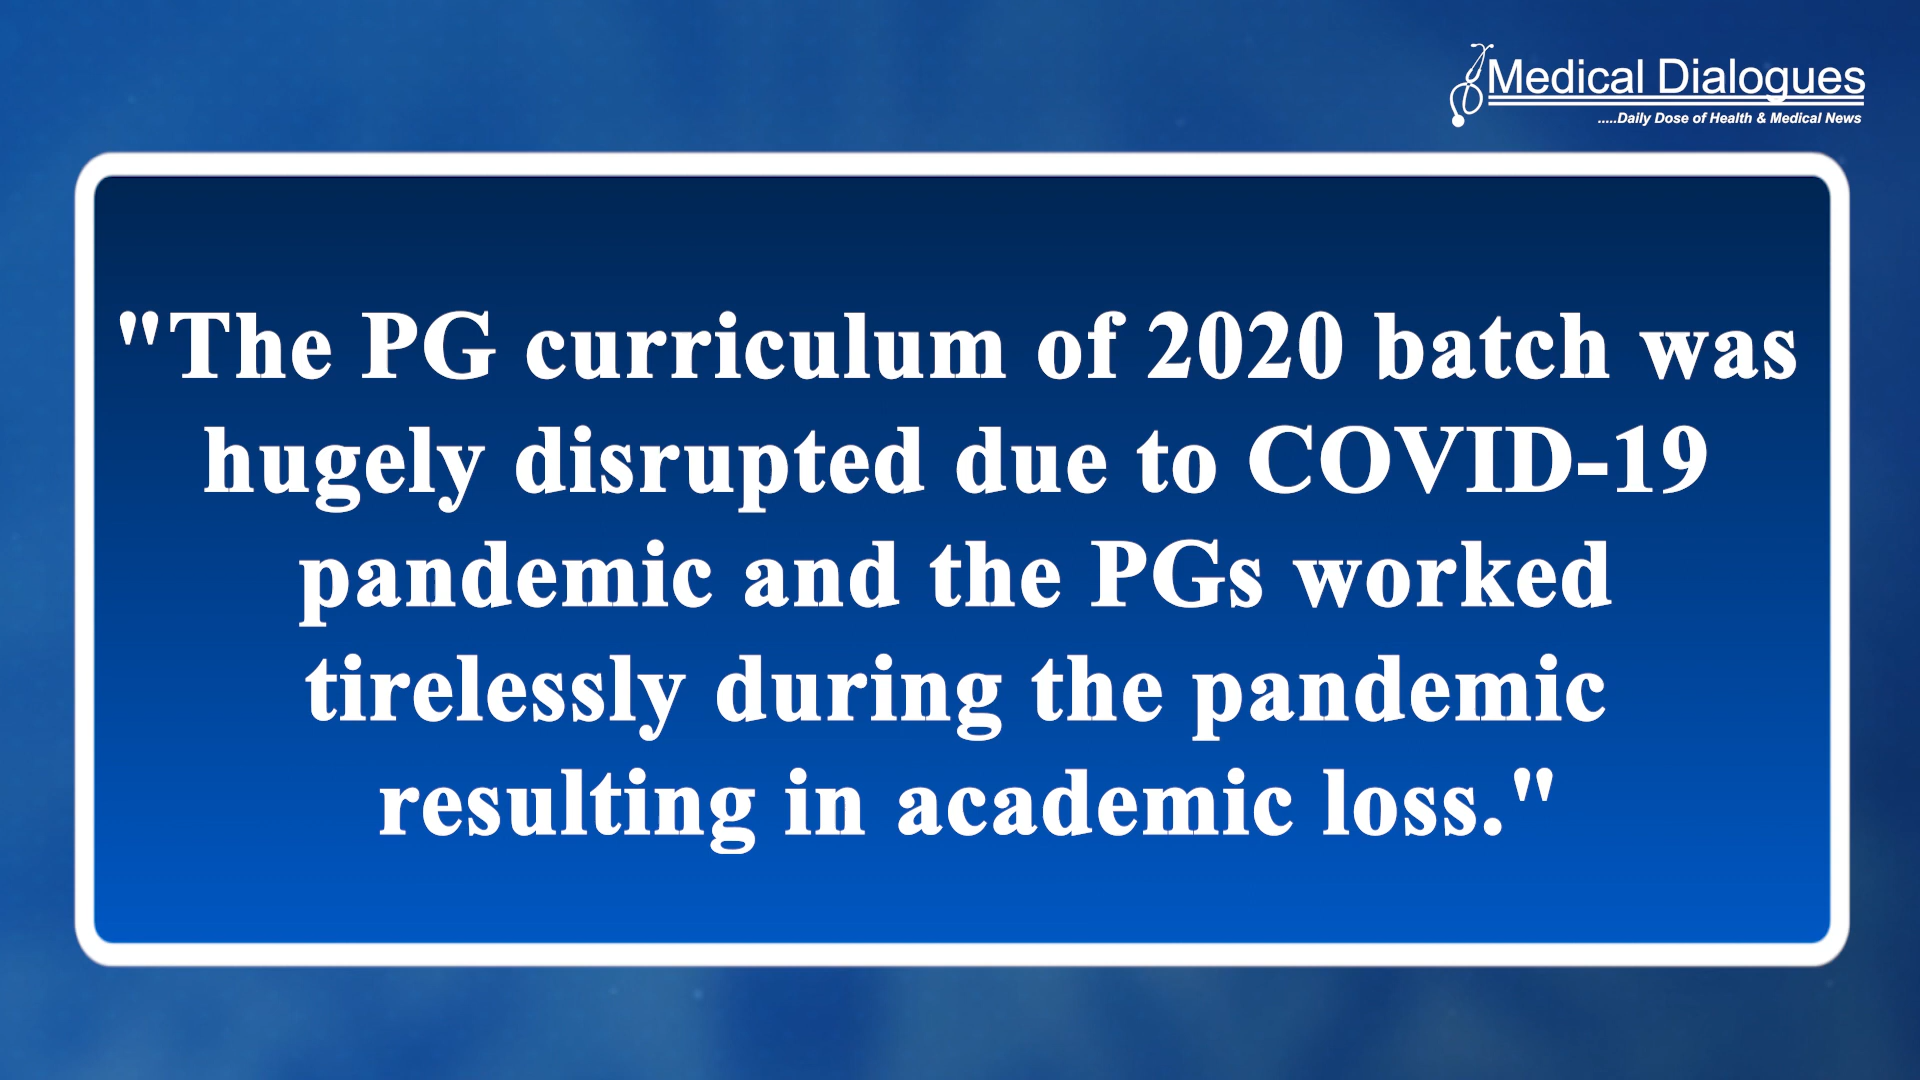 Medical Dialogues
.....Daily Dose of Health & Medical News
"The PG curriculum of 2020 batch was
hugely disrupted due to COVID-19
pandemic and the PGs worked
tirelessly during the pandemic
resulting in academic loss."